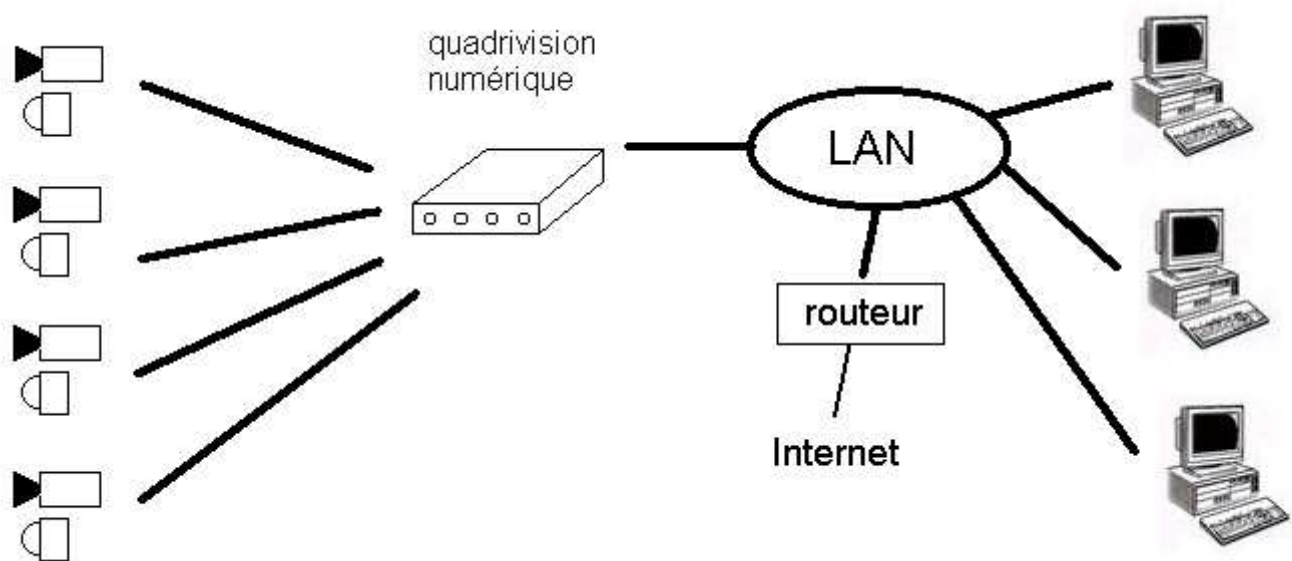 quadrivision
numérique
LAN
routeur
Internet